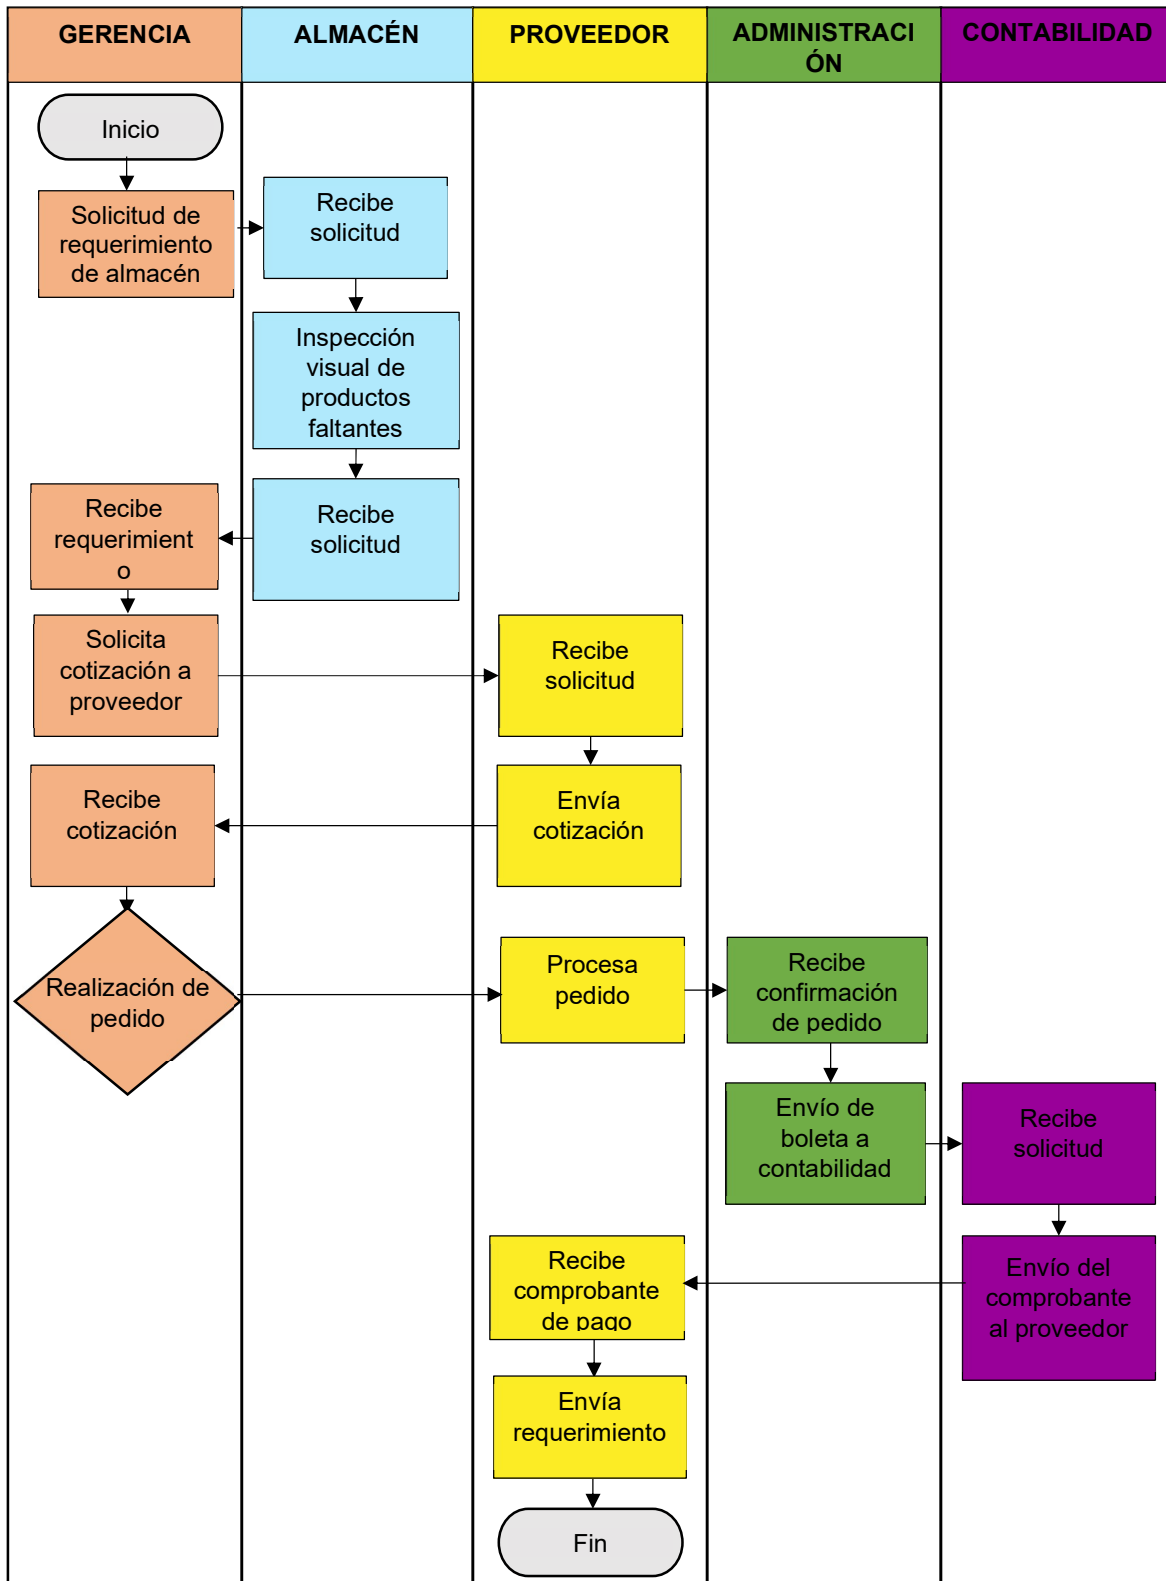 GERENCIA
ALMACÉN
PROVEEDOR
ADMINISTRACI
ÓN
CONTABILIDAD
Inicio
Solicitud de
requerimiento
de almacén
Recibe
solicitud
Inspección
visual de
productos
faltantes
Recibe
requerimient
o
Recibe
solicitud
Solicita
cotización a
proveedor
Recibe
solicitud
Recibe
cotización
Envía
cotización
Realización de
pedido
Procesa
pedido
Recibe
confirmación
de pedido
Envío de
boleta a
contabilidad
Recibe
solicitud
Recibe
comprobante
de pago
Envío del
comprobante
al proveedor
Envía
requerimiento
Fin